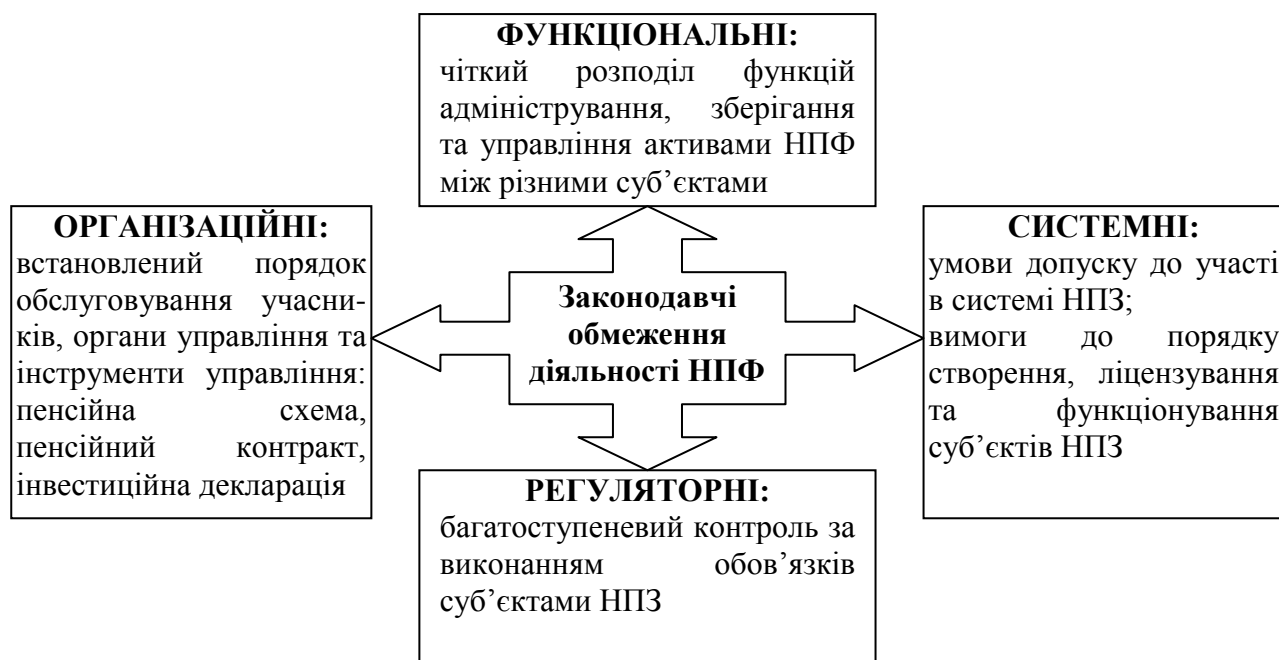 ФУНКЦІОНАЛЬНІ:
чіткий розподіл функцій
адміністрування, зберігання
та управління активами НПФ
між різними суб’єктами
ОРГАНІЗАЦІЙНІ:
встановлений порядок
обслуговування учасни-
ків, органи управління та
інструменти управління:
пенсійна схема,
пенсійний контракт,
інвестиційна декларація
Законодавчі
обмеження
діяльності НПФ
СИСТЕМНІ:
умови допуску до участі
в системі НПЗ;
вимоги до порядку
створення, ліцензування
та функціонування
суб’єктів НПЗ
РЕГУЛЯТОРНІ:
багатоступеневий контроль за
виконанням обов’язків
суб’єктами НПЗ